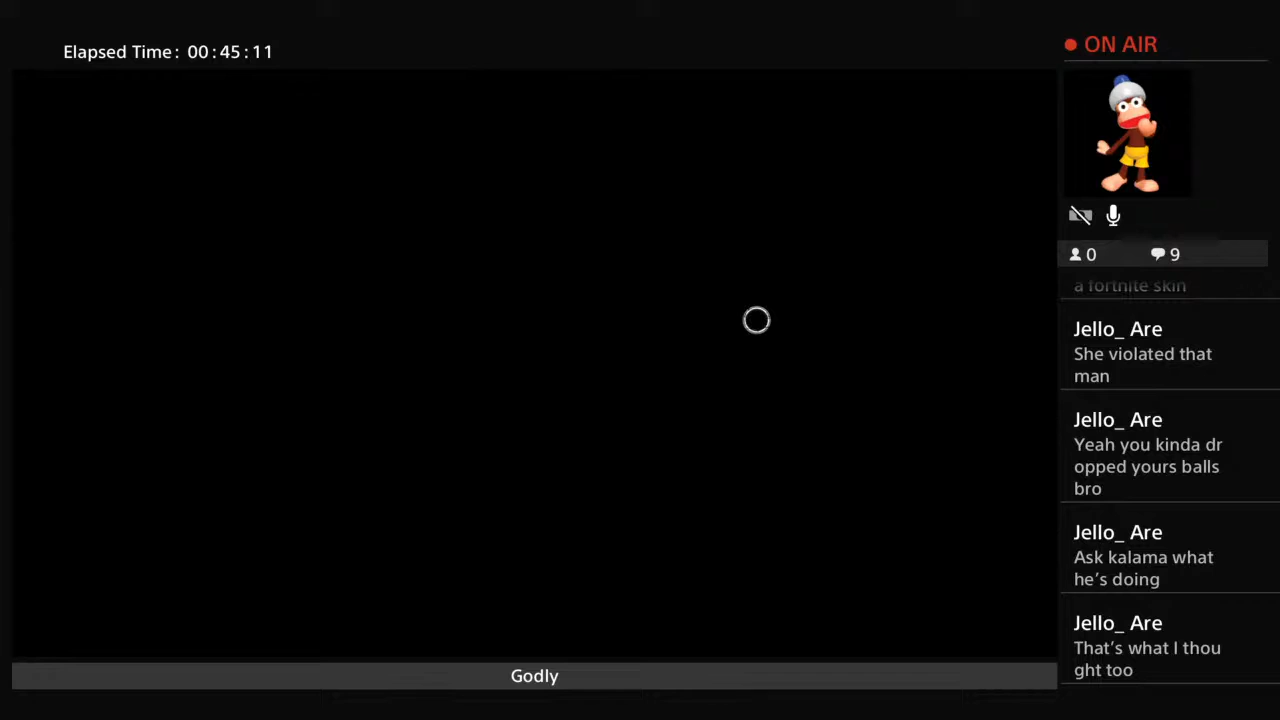 Elapsed Time: 00:45:11
ON AIR
0
9
a fortnite skin
Jello_ Are
She violated that
man
Jello_ Are
Yeah you kinda dr
opped yours balls
bro
Jello_ Are
Ask kalama what
he’s doing
Jello_ Are
That’s what I thou
ght too
Godly